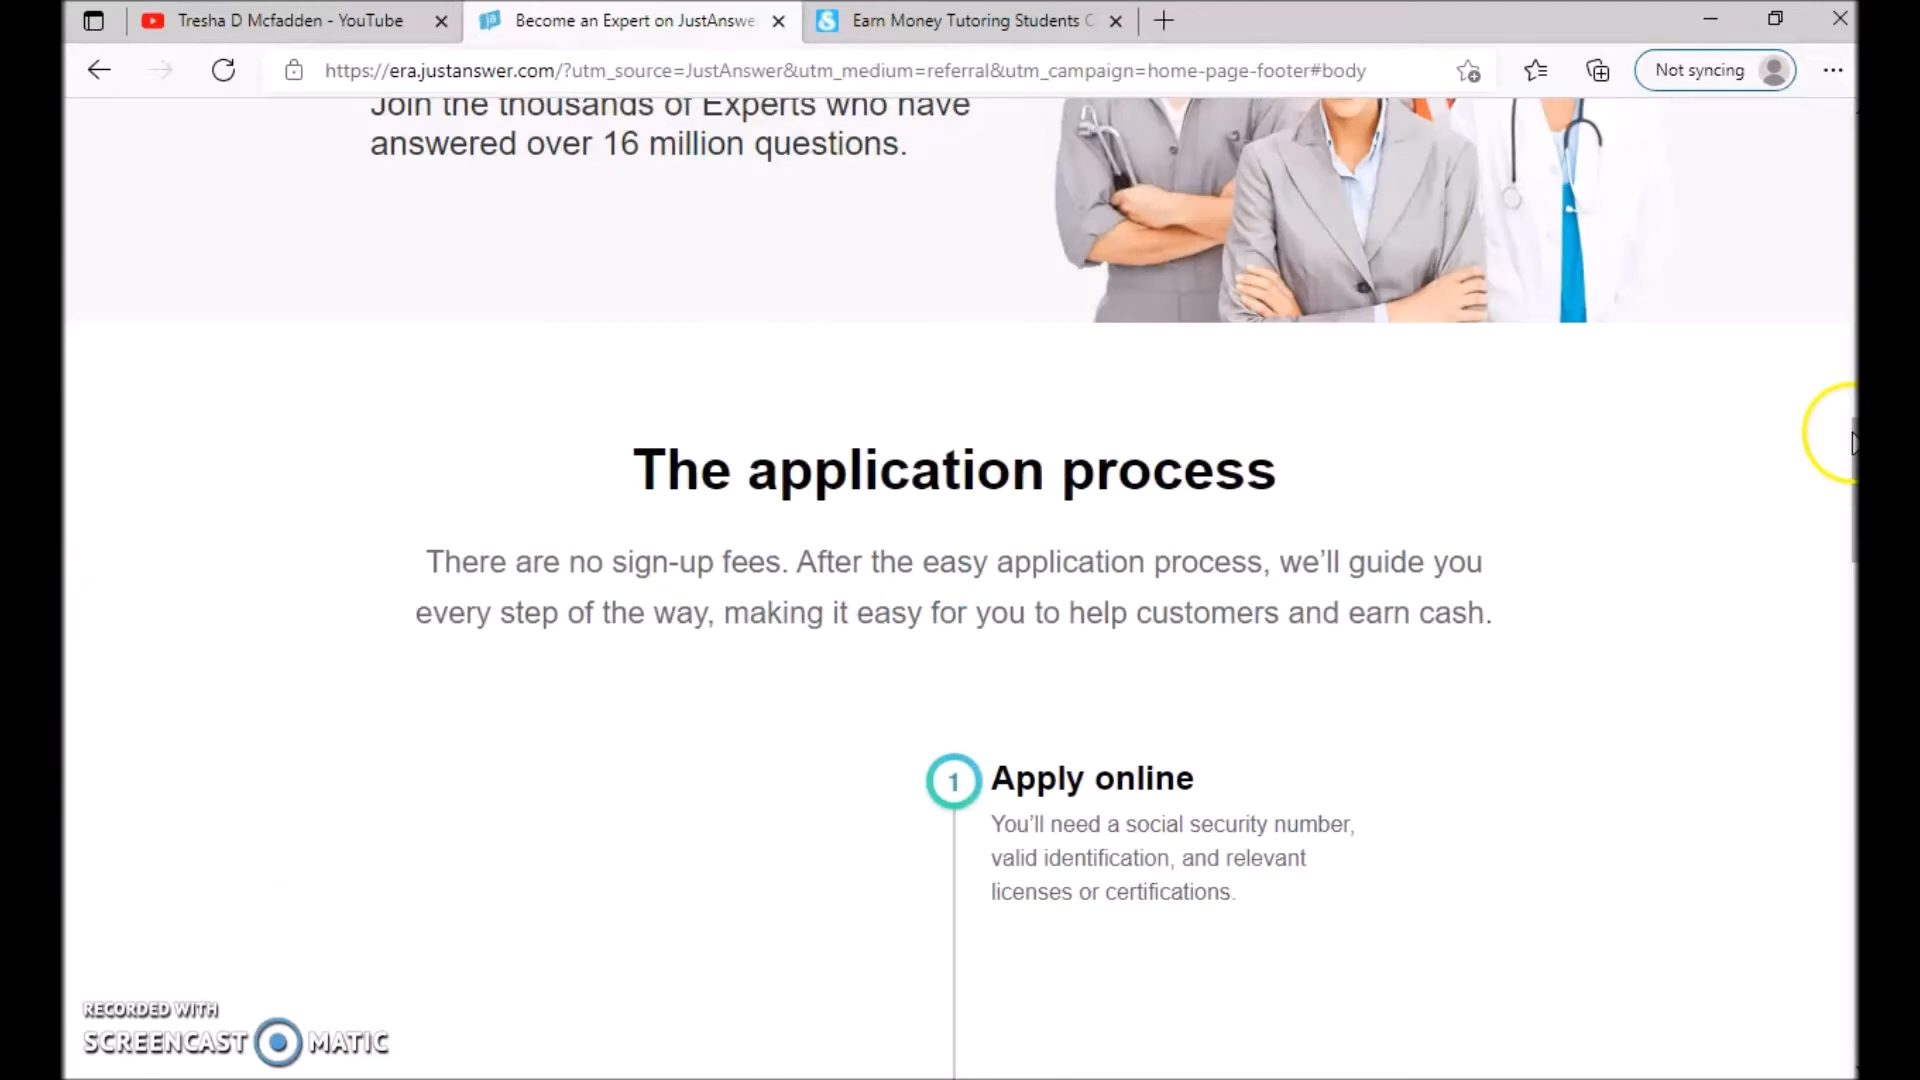 Tresha D Mcfadden - YouTube
Become an Expert on JustAnswe
Earn Money Tutoring Students C
https://era.justanswer.com/?utm_source=JustAnswer&utm_medium=referral&utm_campaign=home-page-footer#body
Not syncing
Join the thousands of Experts who have
answered over 16 million questions.
The application process
There are no sign-up fees. After the easy application process, we’ll guide you
every step of the way, making it easy for you to help customers and earn cash.
1 Apply online
You’ll need a social security number,
valid identification, and relevant
licenses or certifications.
RECORDED WITH
SCREENCAST MATIC